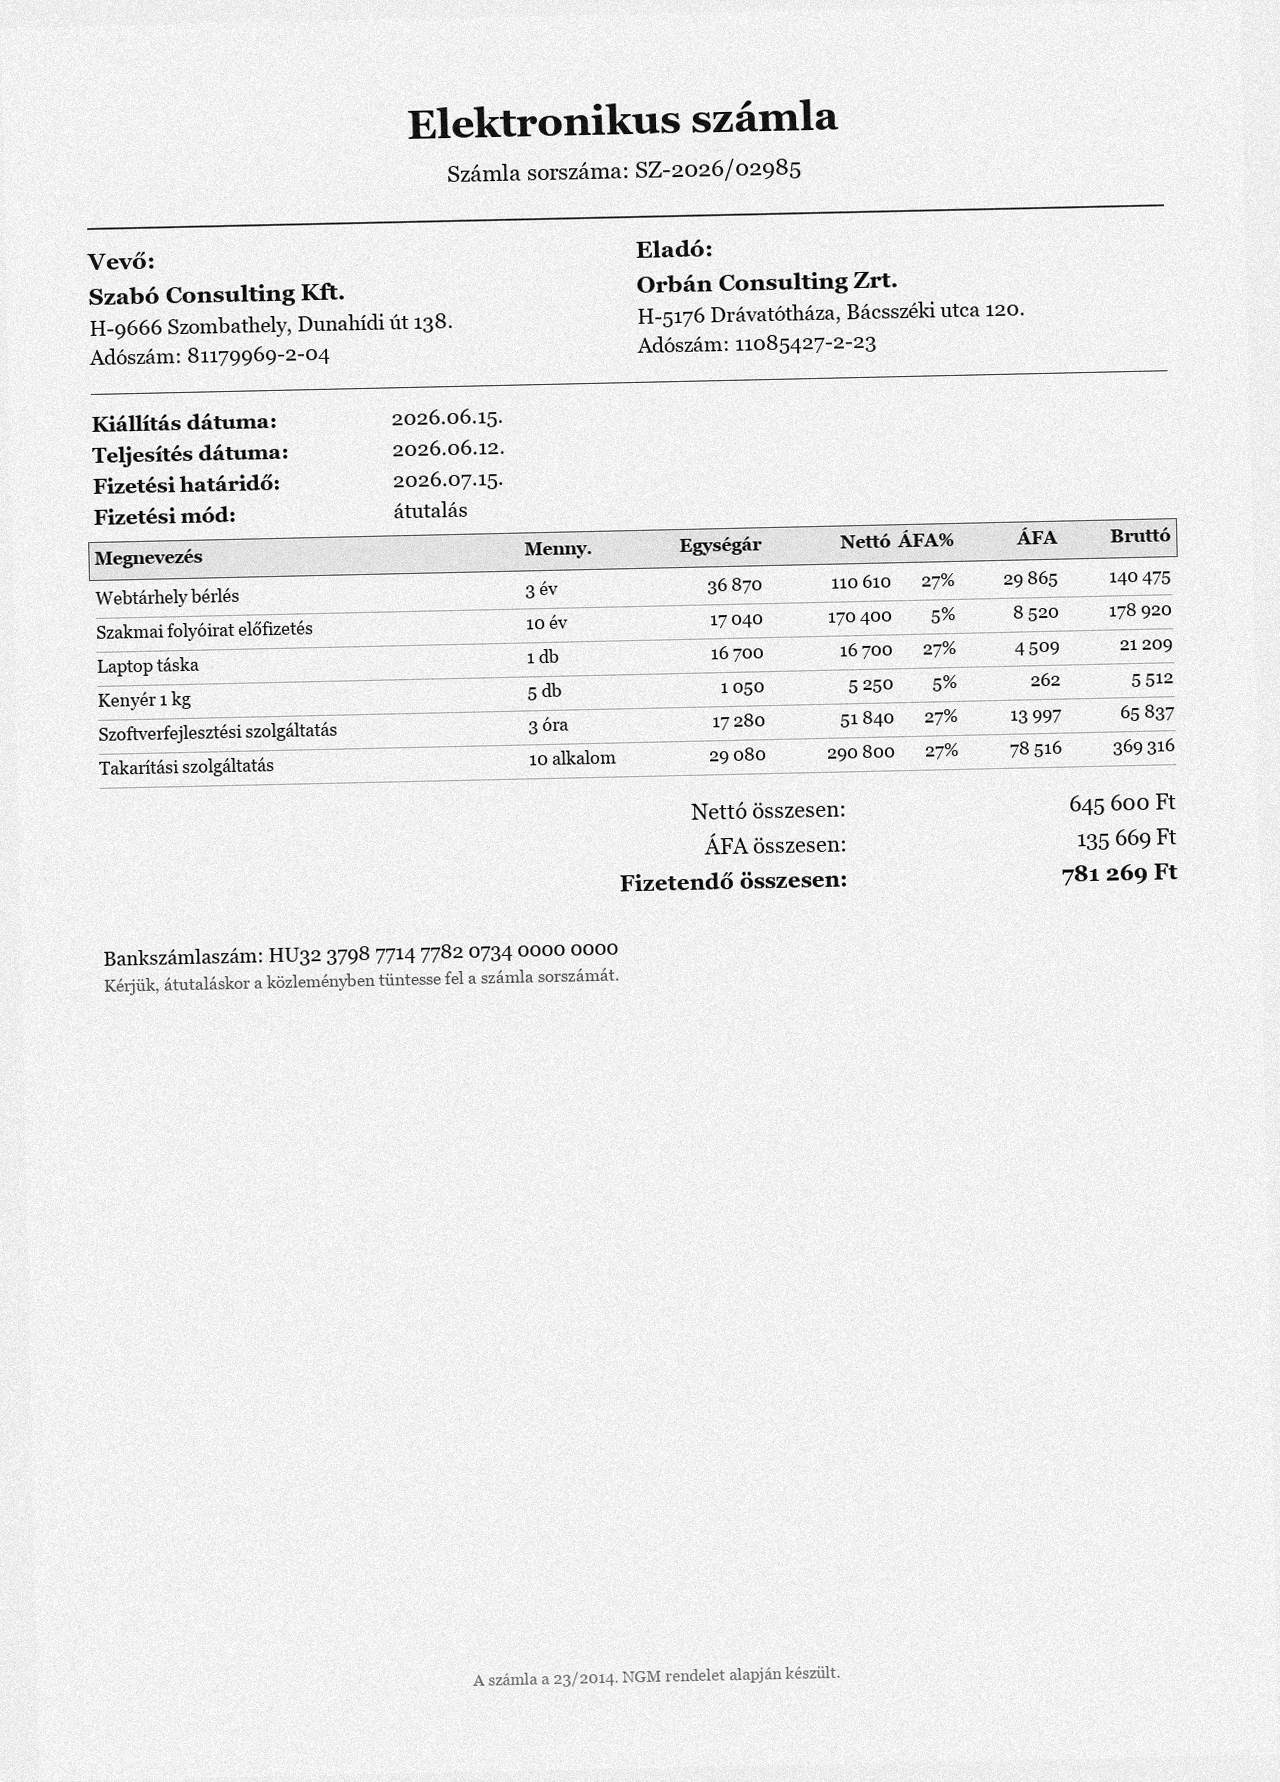 Elektronikus számla
Számla sorszáma: SZ-2026/02985
Vevő:
Szabó Consulting Kft.
H-9666 Szombathely, Dunahídi út 138.
Adószám: 81179969-2-04
Eladó:
Orbán Consulting Zrt.
H-5176 Drávatótháza, Bácsszéki utca 120.
Adószám: 11085427-2-23
Kiállítás dátuma: 2026.06.15.
Teljesítés dátuma: 2026.06.12.
Fizetési határidő: 2026.07.15.
Fizetési mód: átutalás
Megnevezés Menny. Egységár Nettó ÁFA% ÁFA Bruttó
Webtárhely bérlés 3 év 36 870 110 610 27% 29 865 140 475
Szakmai folyóirat előfizetés 10 év 17 040 170 400 5% 8 520 178 920
Laptop táska 1 db 16 700 16 700 27% 4 509 21 209
Kenyér 1 kg 5 db 1 050 5 250 5% 262 5 512
Szoftverfejlesztési szolgáltatás 3 óra 17 280 51 840 27% 13 997 65 837
Takarítási szolgáltatás 10 alkalom 29 080 290 800 27% 78 516 369 316
Nettó összesen: 645 600 Ft
ÁFA összesen: 135 669 Ft
Fizetendő összesen: 781 269 Ft
Bankszámlaszám: HU32 3798 7714 7782 0734 0000 0000
Kérjük, átutaláskor a közleményben tüntesse fel a számla sorszámát.
A számla a 23/2014. NGM rendelet alapján készült.